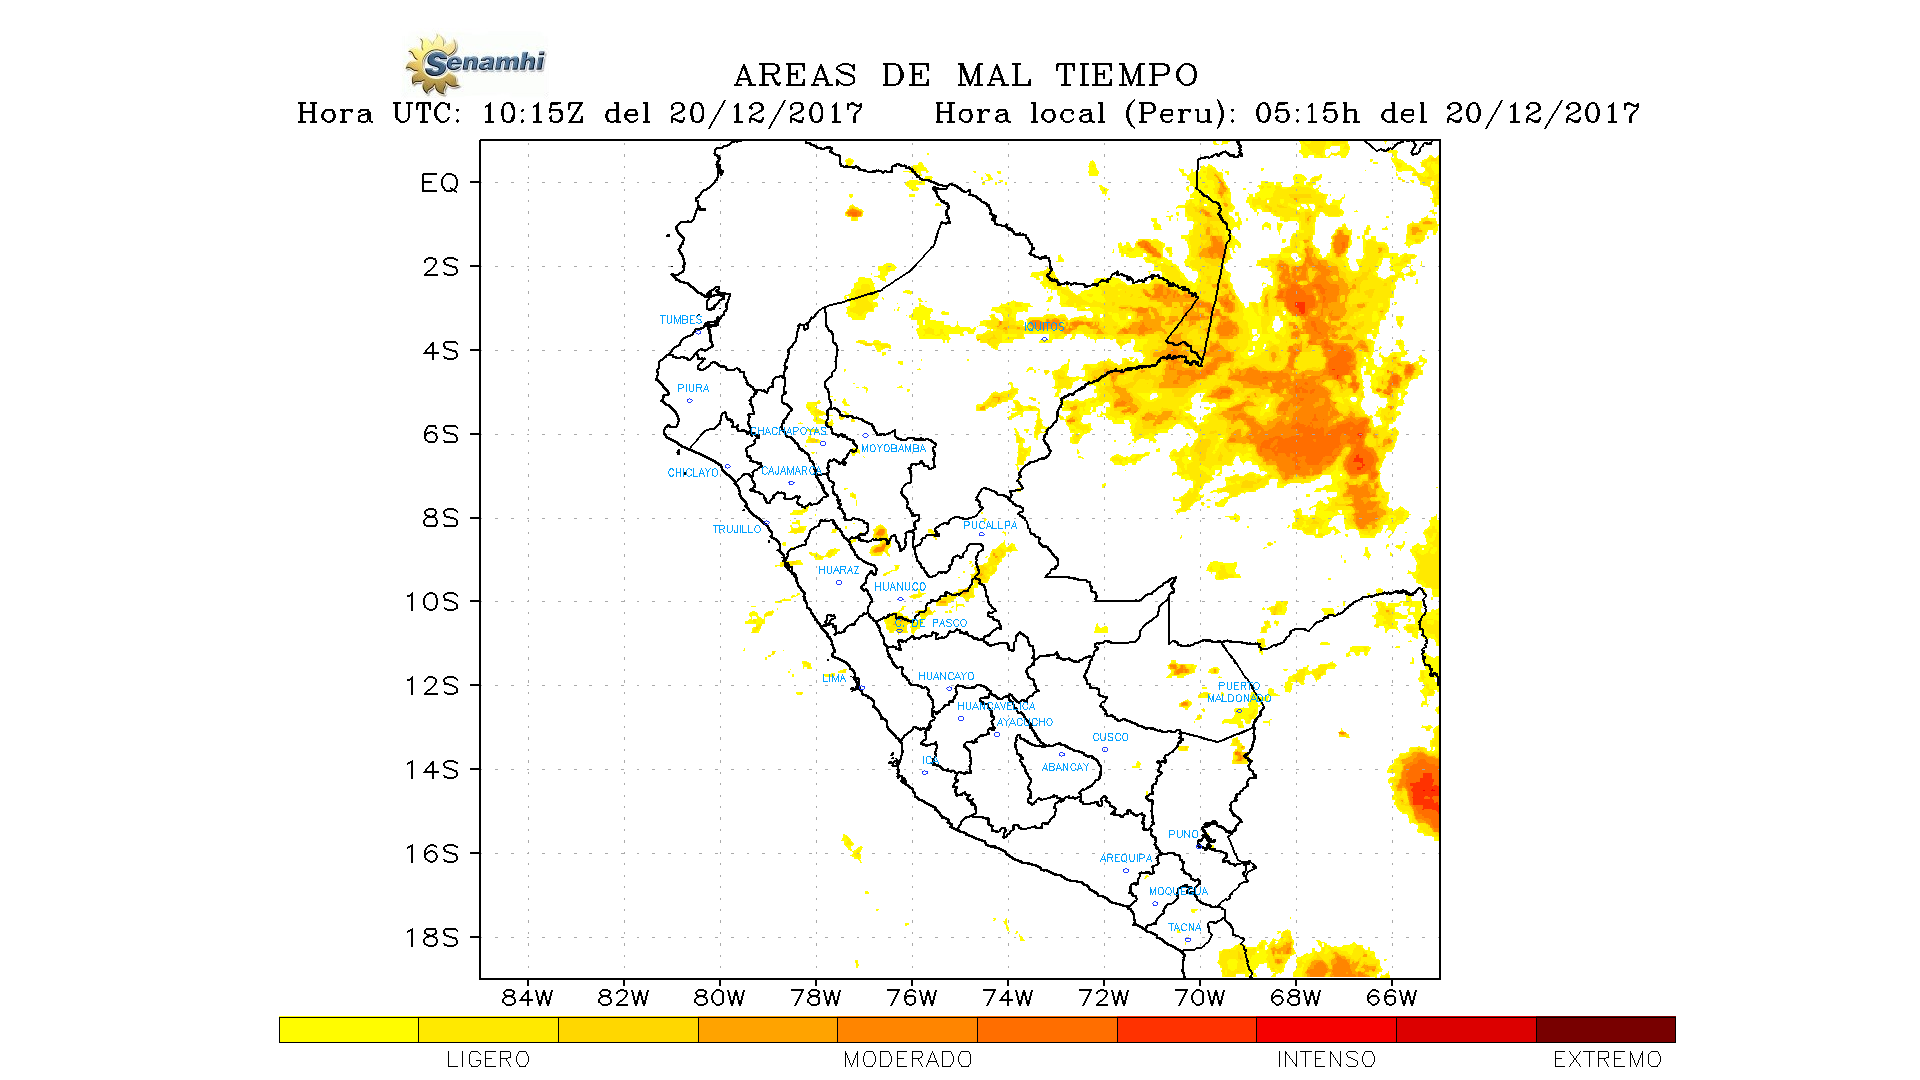 Senamhi
AREAS DE MAL TIEMPO
Hora UTC: 10:15Z del 20/12/2017 Hora local (Peru): 05:15h del 20/12/2017
EQ
2S
4S
6S
8S
10S
12S
14S
16S
18S
TUMBES
IQUITOS
PIURA
CHACHAPOYAS
MOYOBAMBA
CHICLAYO
CAJAMARCA
TRUJILLO
PUCALLPA
HUARAZ
HUANUCO
C. DE PASCO
LIMA
HUANCAYO
PUERTO
MALDONADO
HUANCAVELICA
AYACUCHO
CUSCO
ICA
ABANCAY
PUNO
AREQUIPA
MOQUEGUA
TACNA
84W 82W 80W 78W 76W 74W 72W 70W 68W 66W
LIGERO MODERADO INTENSO EXTREMO